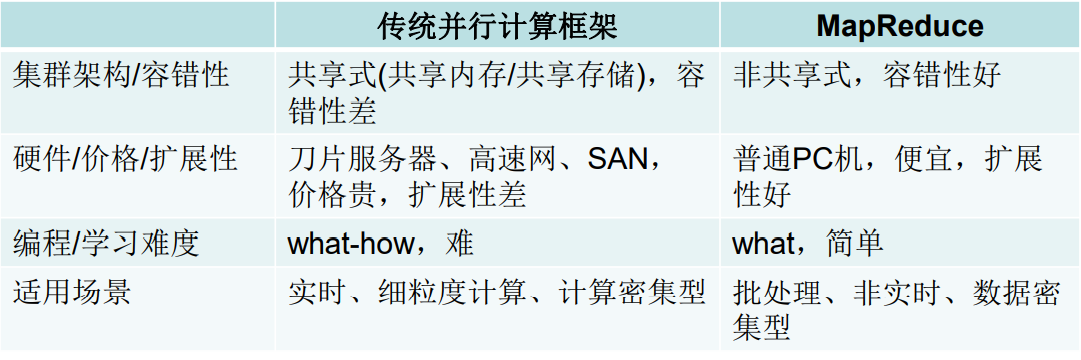 传统并行计算框架 MapReduce
集群架构/容错性 共享式(共享内存/共享存储)，容 非共享式，容错性好
错性差
硬件/价格/扩展性 刀片服务器、高速网、SAN， 普通PC机，便宜，扩展
价格贵，扩展性差 性好
编程/学习难度 what-how，难 what，简单
适用场景 实时、细粒度计算、计算密集型 批处理、非实时、数据密
集型